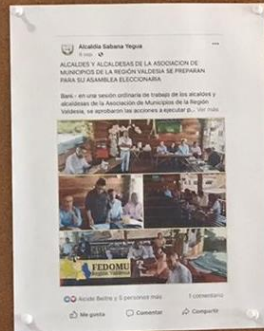 Alcaldía Sabana Yegua
ALCALDES Y ALCALDESAS DE LA ASOCIACION DE
MUNICIPIOS DE LA REGIÓN VALDESIA SE PREPARAN
PARA SU ASAMBLEA ELECCIONARIA
Bani.- en una sesión ordinaria de trabajo de los alcaldes y
alcaldesas de la Asociación de Municipios de la Región
Valdesia, se aprobaron las acciones a ejecutar p... Ver más
FEDOMU
Región Valdesia
y 5 personas más
1 comentario
Me gusta
Comentar
Compartir